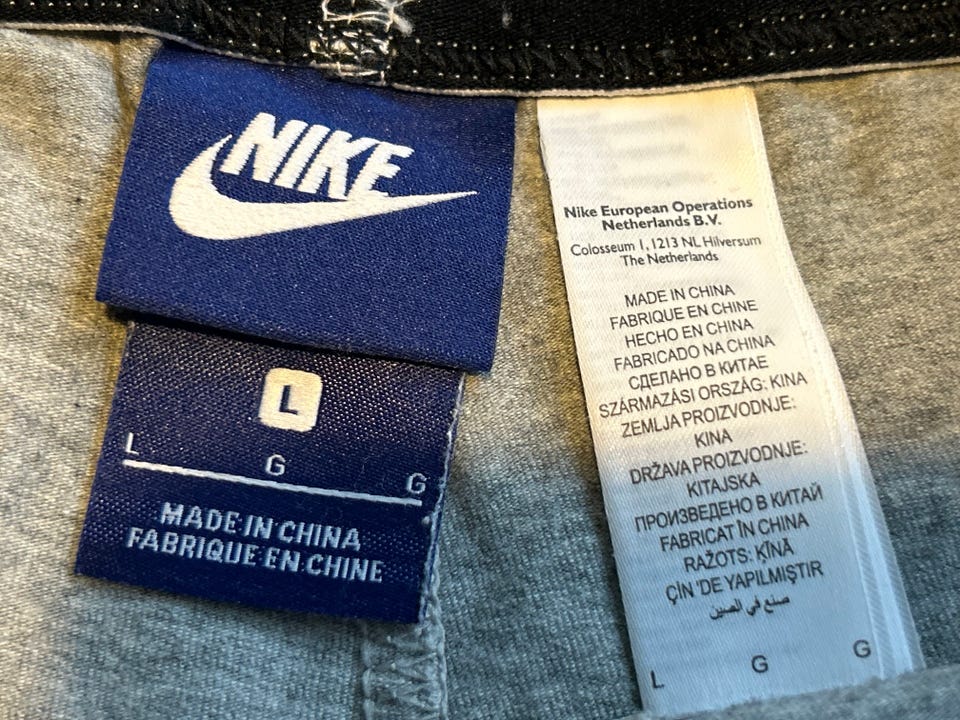 NIKE
L
L G G
MADE IN CHINA
FABRIQUE EN CHINE
Nike European Operations
Netherlands B.V.
Colosseum 1, 1213 NL Hilversum
The Netherlands
MADE IN CHINA
FABRIQUE EN CHINE
HECHO EN CHINA
FABRICADO NA CHINA
СДЕЛАНО В КИТАЕ
SZÁRMAZÁSI ORSZÁG: KINA
ZEMLJA PROIZVODNJE:
KINA
DRŽAVA PROIZVODNJE:
KITAJSKA
ПРОИЗВЕДЕНО В КИТАЙ
FABRICAT ÎN CHINA
RAŽOTS: ĶĪNĀ
ÇİN 'DE YAPILMIŞTIR
صنع في الصين
L G G